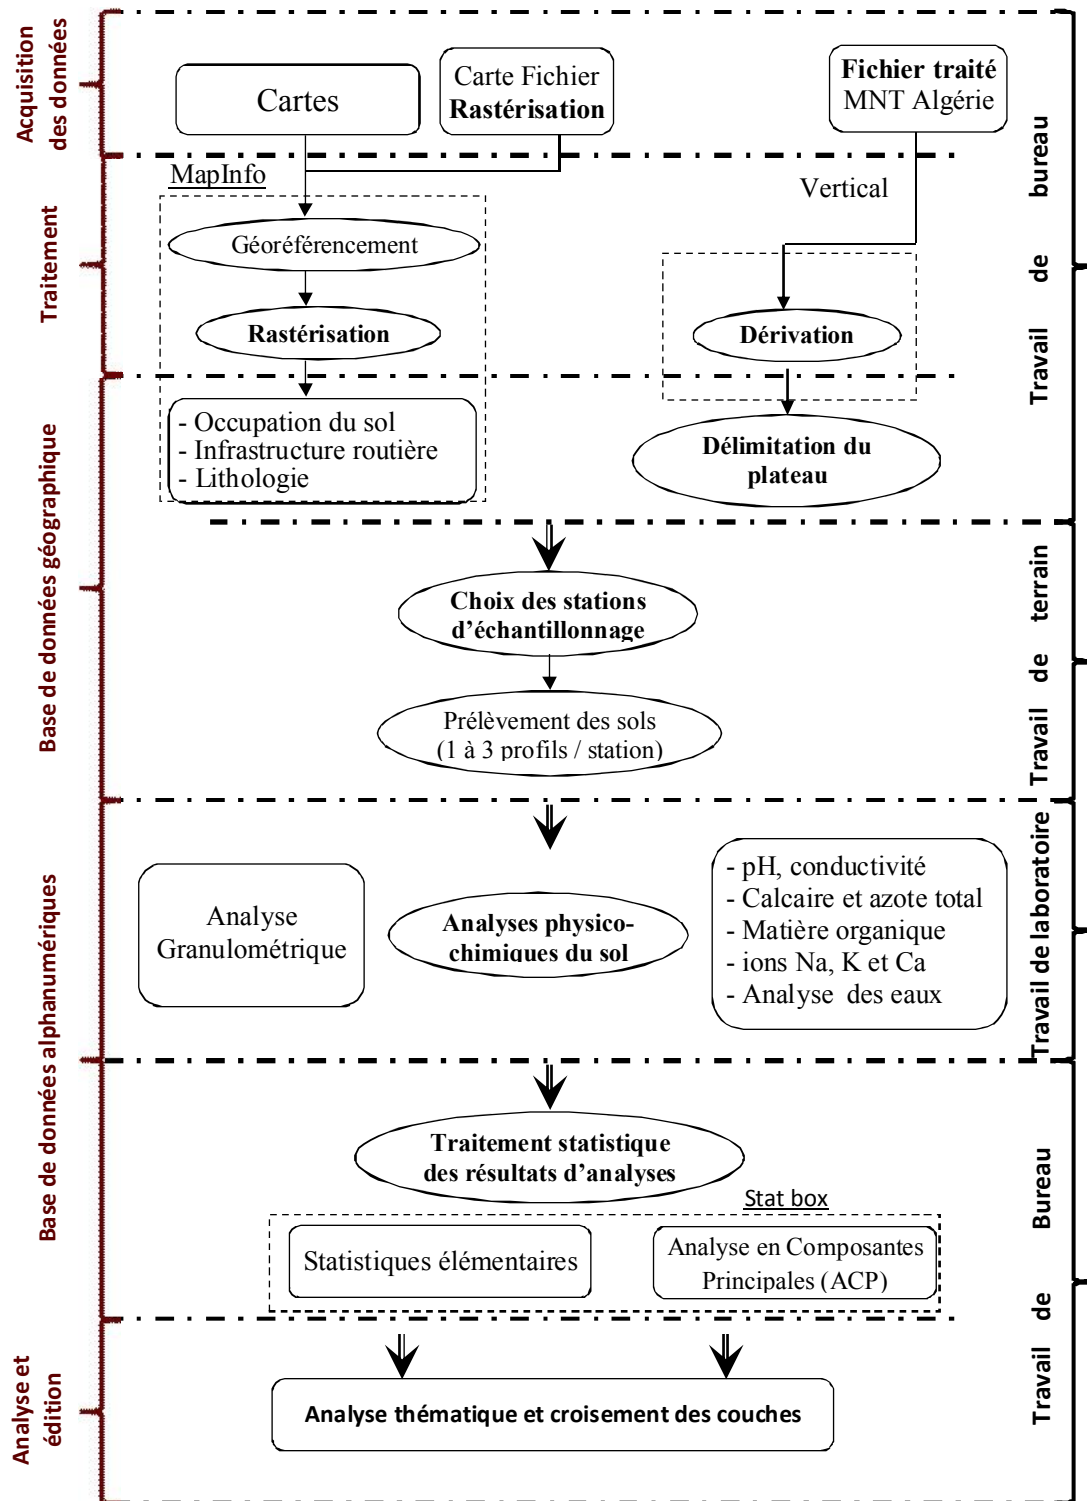 Acquisition
des données
Cartes
Carte Fichier
Rastérisation
Fichier traité
MNT Algérie
Travail de bureau
Traitement
MapInfo
Vertical
Géoréférencement
Rastérisation
Dérivation
Base de données géographique
- Occupation du sol
- Infrastructure routière
- Lithologie
Délimitation du
plateau
Choix des stations
d’échantillonnage
Travail de terrain
Prélèvement des sols
(1 à 3 profils / station)
Base de données alphanumériques
Analyse
Granulométrique
Analyses physico-
chimiques du sol
- pH, conductivité
- Calcaire et azote total
- Matière organique
- ions Na, K et Ca
- Analyse des eaux
Travail de laboratoire
Traitement statistique
des résultats d’analyses
Stat box
Statistiques élémentaires
Analyse en Composantes
Principales (ACP)
Travail de Bureau
Analyse et
édition
Analyse thématique et croisement des couches